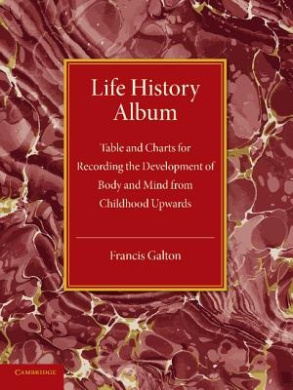 Life History
Album
Table and Charts for
Recording the Development of
Body and Mind from
Childhood Upwards
Francis Galton
CAMBRIDGE